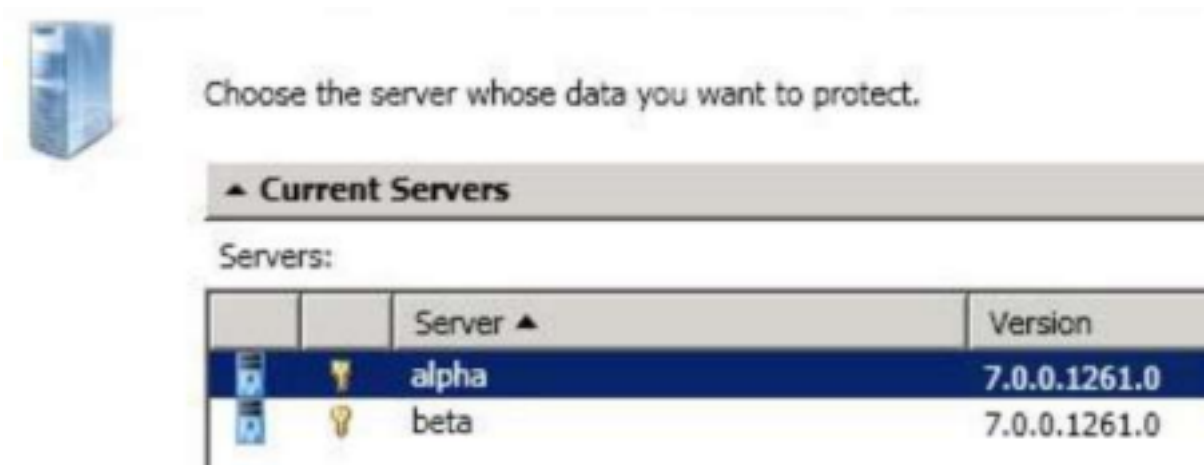 Choose the server whose data you want to protect.
Current Servers
Servers:
Server Version
alpha 7.0.0.1261.0
beta 7.0.0.1261.0